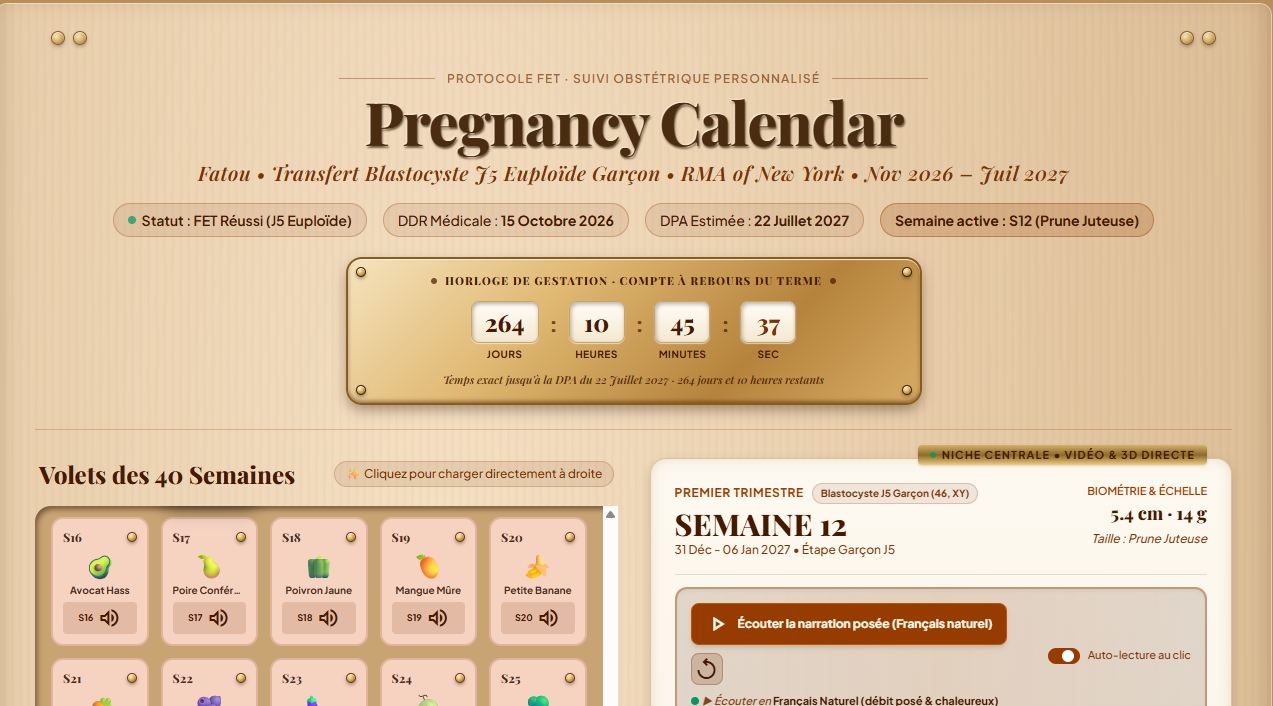 PROTOCOLE FET · SUIVI OBSTÉTRIQUE PERSONNALISÉ
Pregnancy Calendar
Fatou • Transfert Blastocyste J5 Euploïde Garçon • RMA of New York • Nov 2026 – Juil 2027
Statut : FET Réussi (J5 Euploïde)
DDR Médicale : 15 Octobre 2026
DPA Estimée : 22 Juillet 2027
Semaine active : S12 (Prune Juteuse)
• HORLOGE DE GESTATION · COMPTE À REBOURS DU TERME •
264 : 10 : 45 : 37
JOURS HEURES MINUTES SEC
Temps exact jusqu'à la DPA du 22 Juillet 2027 · 264 jours et 10 heures restants
Volets des 40 Semaines
✨ Cliquez pour charger directement à droite
S16 S17 S18 S19 S20
Avocat Hass Poire Confér... Poivron Jaune Mangue Mûre Petite Banane
S16 S17 S18 S19 S20
S21 S22 S23 S24 S25
NICHE CENTRALE • VIDÉO & 3D DIRECTE
PREMIER TRIMESTRE Blastocyste J5 Garçon (46, XY)
SEMAINE 12
31 Déc - 06 Jan 2027 • Étape Garçon J5
BIOMÉTRIE & ÉCHELLE
5.4 cm · 14 g
Taille : Prune Juteuse
Écouter la narration posée (Français naturel)
Auto-lecture au clic
▶ Écouter en Français Naturel (débit posé & chaleureux)